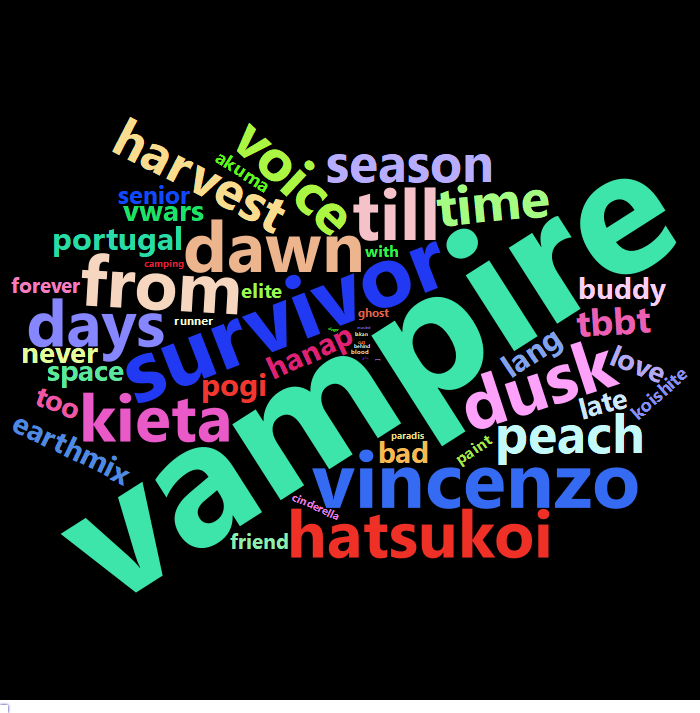 harvest
voice
akuma
season
senior
vwars
till
time
portugal
dawn
with
camping
vampire
forever
from
elite
survivor
buddy
days
runner
ghost
tbbt
never
hanap
lakan
behind
blood
lang
love
space
pogi
dusk
koishite
too
kieta
late
earthmix
paradis
peach
bad
paint
vincenzo
cinderella
friend
hatsukoi